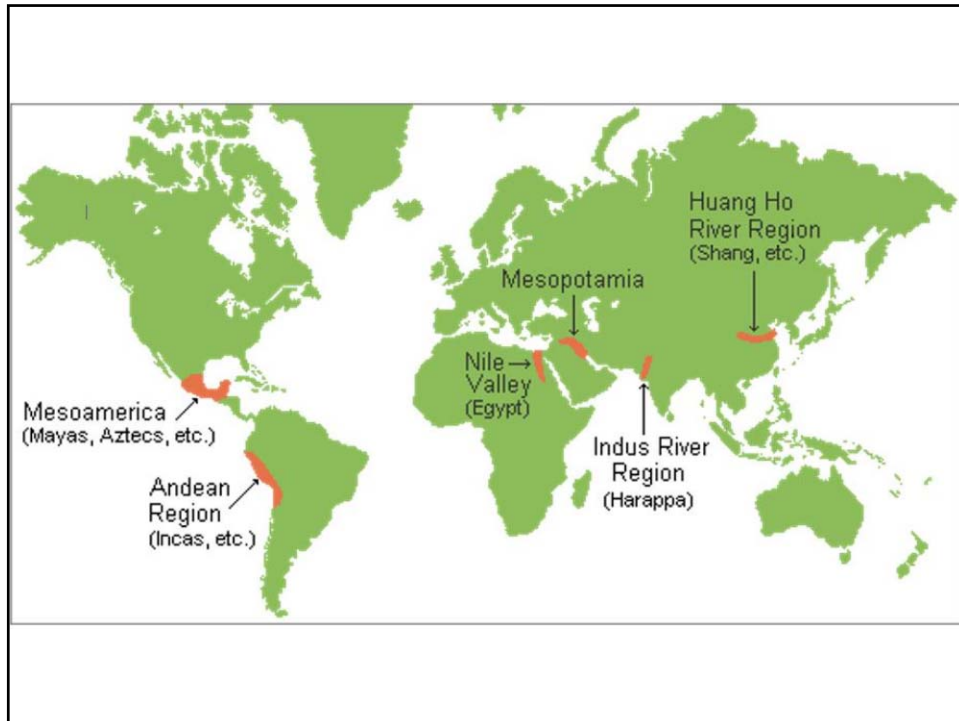 Huang Ho
River Region
(Shang, etc.)
Mesopotamia
Nile
Valley
(Egypt)
Mesoamerica
(Mayas, Aztecs, etc.)
Indus River
Region
(Harappa)
Andean
Region
(Incas, etc.)